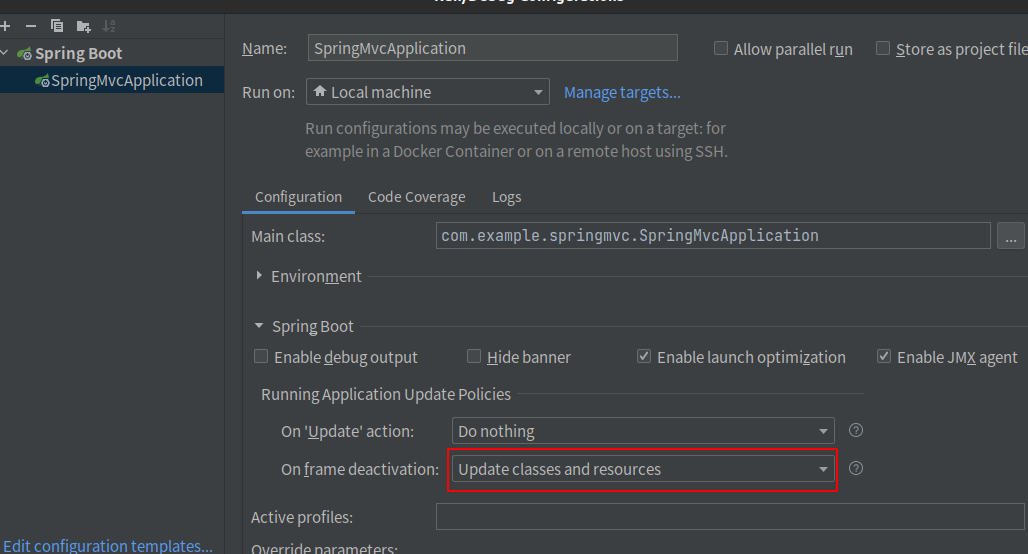 Run/Debug Configurations
Spring Boot
SpringMvcApplication
Name: SpringMvcApplication
Allow parallel run
Store as project file
Run on: Local machine
Manage targets...
Run configurations may be executed locally or on a target: for
example in a Docker Container or on a remote host using SSH.
Configuration Code Coverage Logs
Main class: com.example.springmvc.SpringMvcApplication ...
Environment
Spring Boot
Enable debug output Hide banner Enable launch optimization Enable JMX agent
Running Application Update Policies
On 'Update' action: Do nothing
On frame deactivation: Update classes and resources
Active profiles:
Override parameters:
Edit configuration templates...